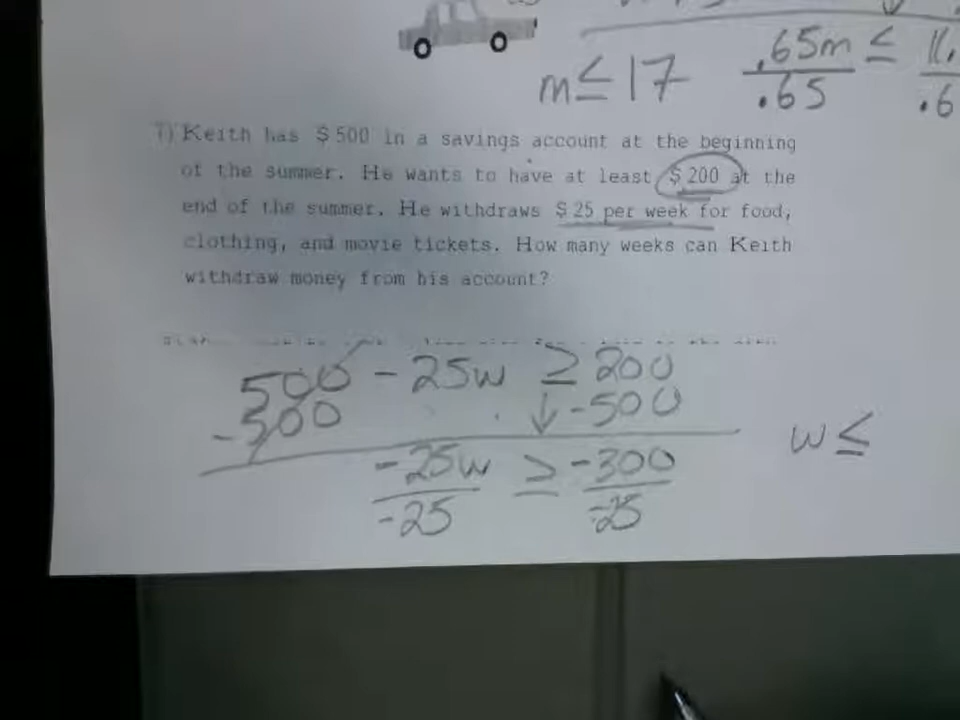 m ≤ 17 .65m ≤ 11.
.65 .6
7) Keith has $500 in a savings account at the beginning
of the summer. He wants to have at least $200 at the
end of the summer. He withdraws $25 per week for food,
clothing, and movie tickets. How many weeks can Keith
withdraw money from his account?
500 - 25w ≥ 200
-500 ↓ -500
-25w ≥ -300 w ≤
-25 -25